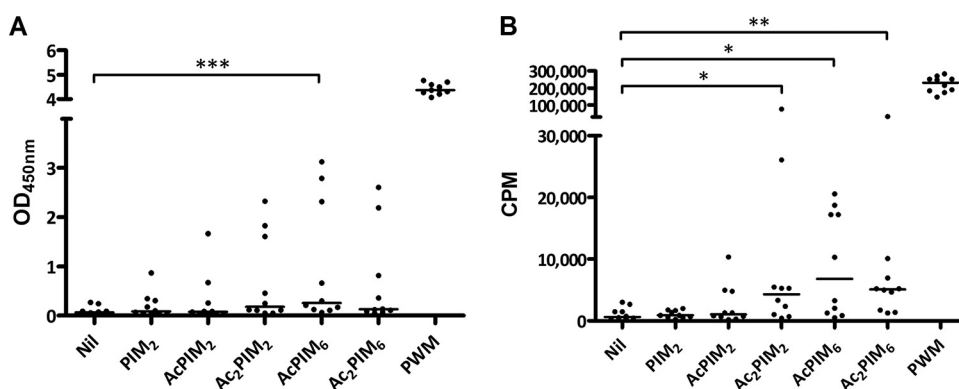 A
***
6
5
4
3
2
1
0
OD450nm
Nil
PIM2
AcPIM2
Ac2PIM2
AcPIM6
Ac2PIM6
PWM
B
**
*
*
300,000
200,000
100,000
30,000
20,000
10,000
0
CPM
Nil
PIM2
AcPIM2
Ac2PIM2
AcPIM6
Ac2PIM6
PWM